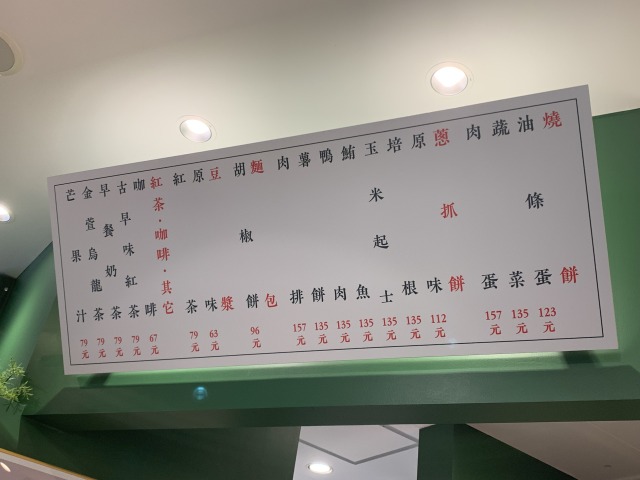 燒餅
油條蛋 123元
蔬菜蛋 135元
肉蛋 157元
蔥抓餅
原味 112元
培根 135元
玉米起士 135元
鮪魚 135元
鴨肉 135元
薯餅 135元
肉排 157元
麵包
胡椒餅 96元
豆漿
原味 63元
紅茶 79元
紅茶·咖啡·其它
咖啡 67元
古早味紅茶 79元
早餐奶茶 79元
金萱烏龍茶 79元
芒果汁 79元